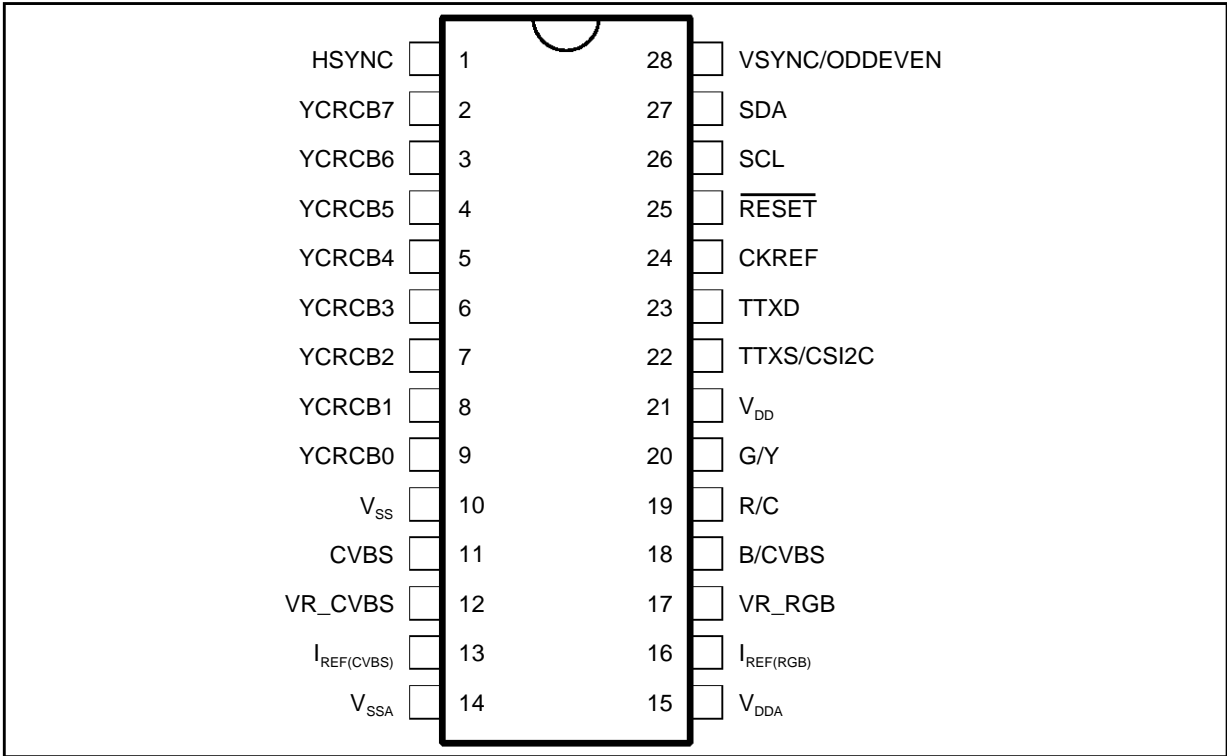 HSYNC 1 28 VSYNC/ODDEVEN
YCRCB7 2 27 SDA
YCRCB6 3 26 SCL
YCRCB5 4 25 RESET
YCRCB4 5 24 CKREF
YCRCB3 6 23 TTXD
YCRCB2 7 22 TTXS/CSI2C
YCRCB1 8 21 VDD
YCRCB0 9 20 G/Y
VSS 10 19 R/C
CVBS 11 18 B/CVBS
VR_CVBS 12 17 VR_RGB
IREF(CVBS) 13 16 IREF(RGB)
VSSA 14 15 VDDA